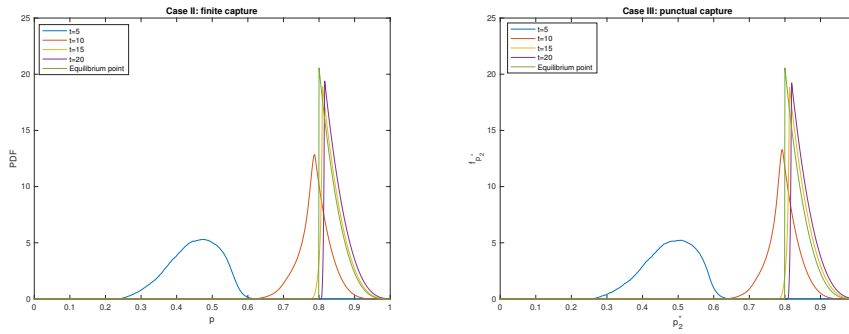 Case II: finite capture
25
20
15
10
5
0
PDF
t=5
t=10
t=15
t=20
Equilibrium point
0 0.1 0.2 0.3 0.4 0.5 0.6 0.7 0.8 0.9 1
p
Case III: punctual capture
25
20
15
10
5
0
f_{p_2^*}
t=5
t=10
t=15
t=20
Equilibrium point
0 0.1 0.2 0.3 0.4 0.5 0.6 0.7 0.8 0.9
p_2^*